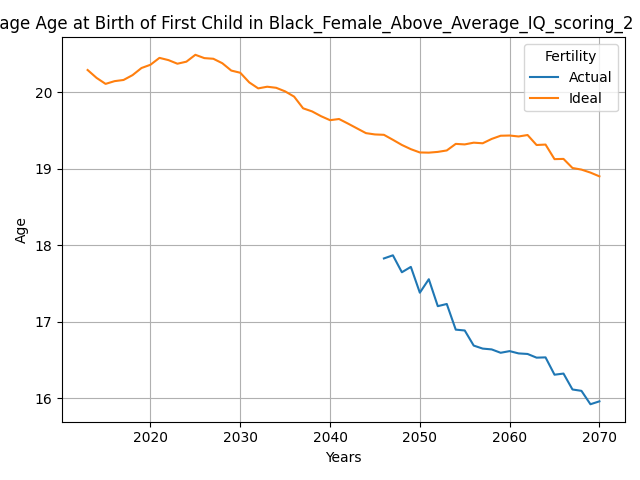 age Age at Birth of First Child in Black_Female_Above_Average_IQ_scoring_2
Fertility
Actual
Ideal
20
19
18
17
16
Age
2020 2030 2040 2050 2060 2070
Years